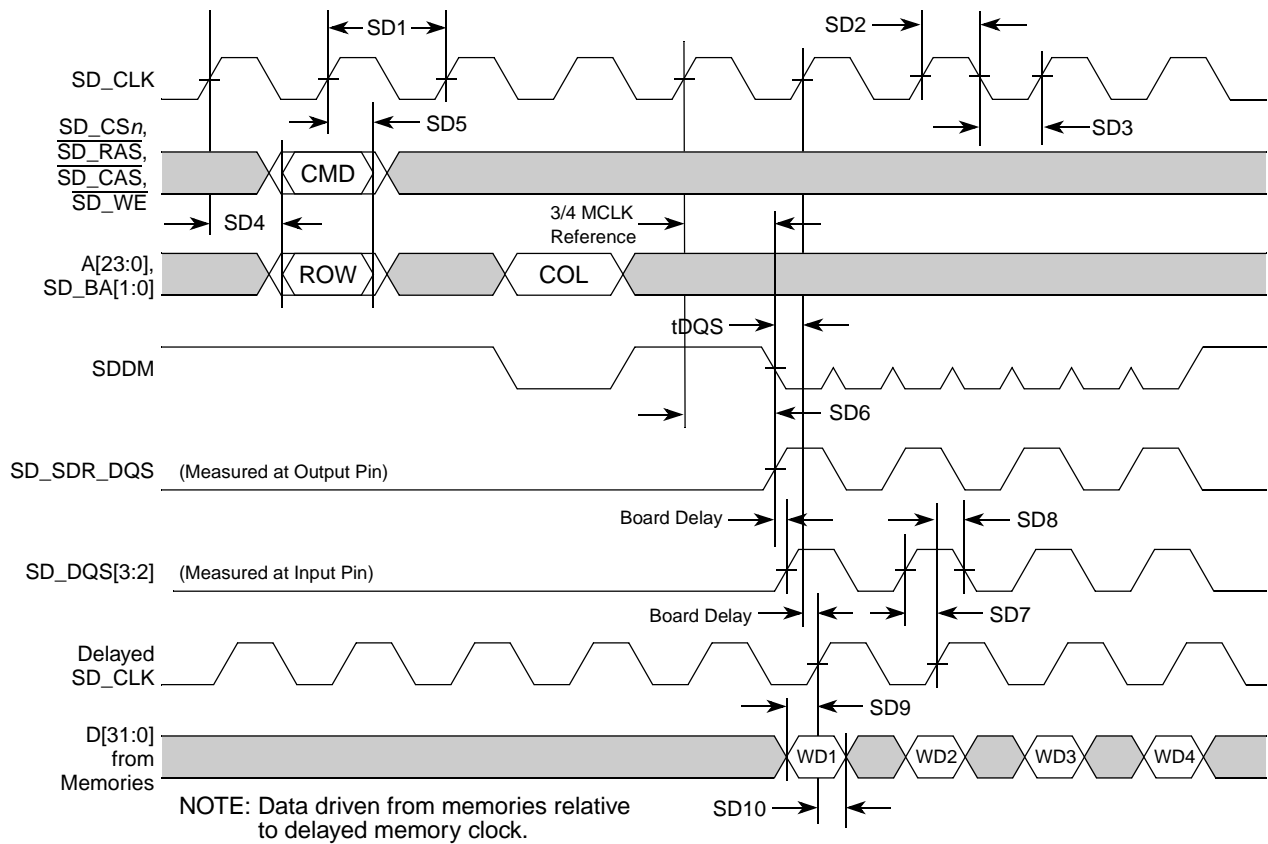 SD1
SD2
SD_CLK
SD3
SD5
SD_CSn,
SD_RAS,
SD_CAS,
SD_WE
CMD
SD4
3/4 MCLK
Reference
A[23:0],
SD_BA[1:0]
ROW
COL
tDQS
SDDM
SD6
SD_SDR_DQS
(Measured at Output Pin)
Board Delay
SD8
SD_DQS[3:2]
(Measured at Input Pin)
Board Delay
SD7
Delayed
SD_CLK
SD9
D[31:0]
from
Memories
WD1
WD2
WD3
WD4
SD10
NOTE: Data driven from memories relative
to delayed memory clock.